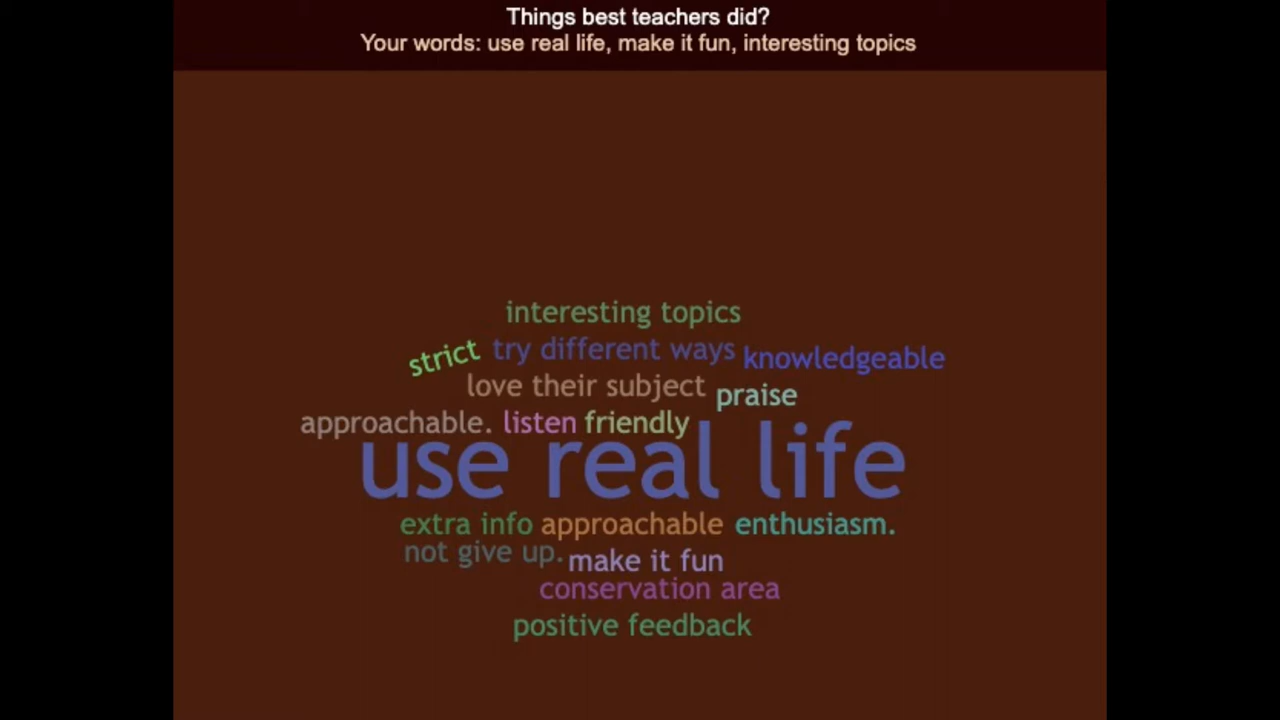 Things best teachers did?
Your words: use real life, make it fun, interesting topics
interesting topics
strict try different ways knowledgeable
love their subject praise
approachable. listen friendly
use real life
extra info approachable enthusiasm.
not give up. make it fun
conservation area
positive feedback